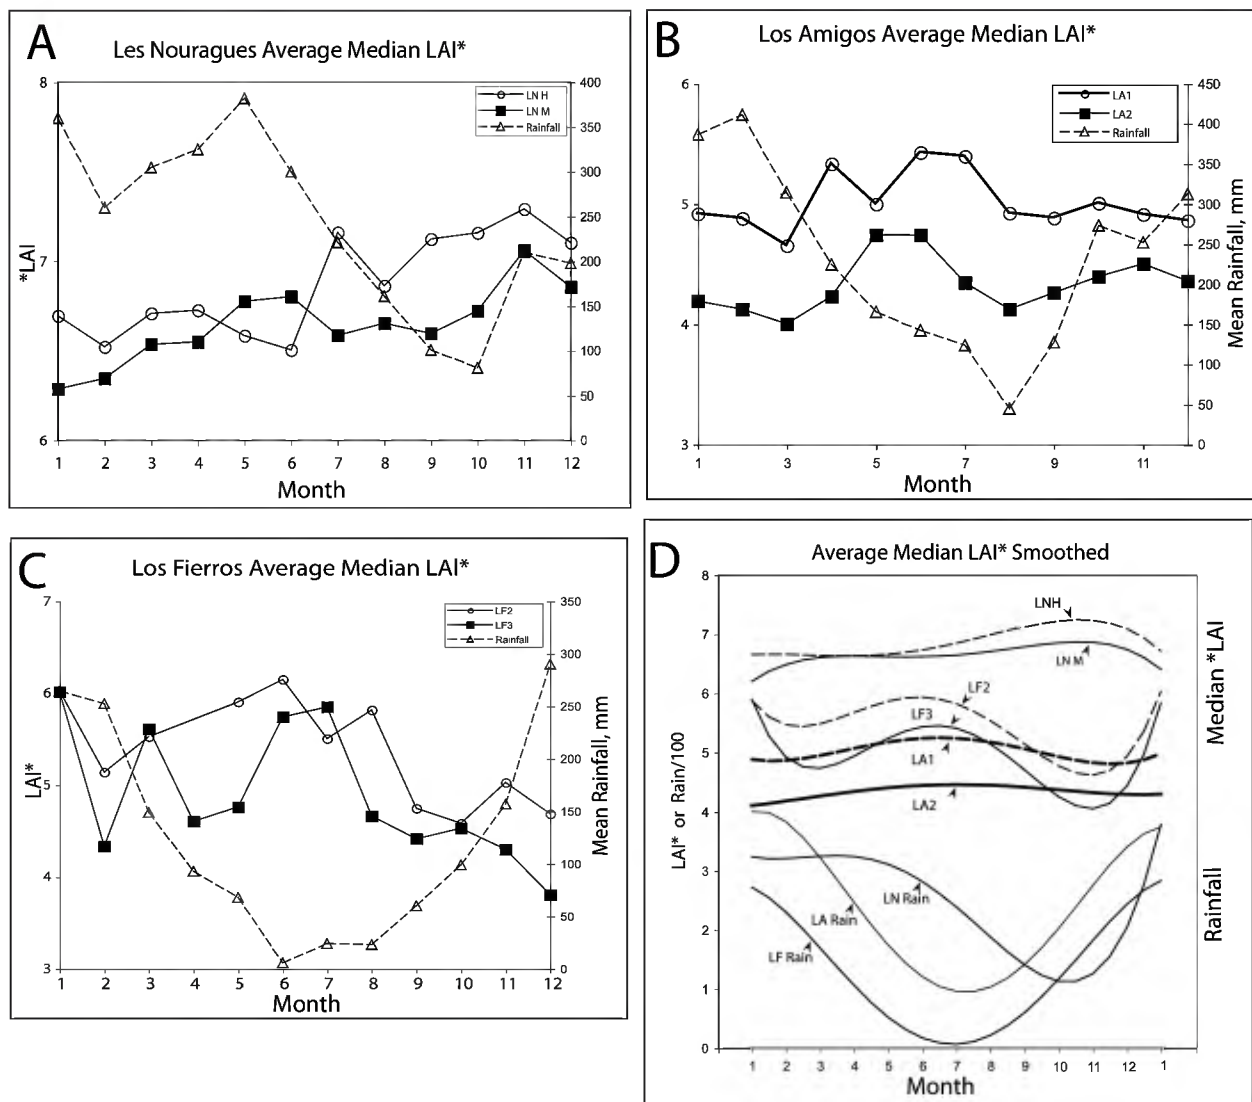 A
Les Nouragues Average Median LAI*
8
7
6
*LAI
LN H
LN M
Rainfall
400
350
300
250
200
150
100
50
0
1 2 3 4 5 6 7 8 9 10 11 12
Month
B
Los Amigos Average Median LAI*
6
5
4
3
LA1
LA2
Rainfall
450
400
350
300
250
200
150
100
50
0
Mean Rainfall, mm
1 3 5 7 9 11
Month
C
Los Fierros Average Median LAI*
7
6
5
4
3
LAI*
LF2
LF3
Rainfall
350
300
250
200
150
100
50
0
Mean Rainfall, mm
1 2 3 4 5 6 7 8 9 10 11 12
Month
D
Average Median LAI* Smoothed
8
7
6
5
4
3
2
1
0
LAI* or Rain/100
LNH
LN M
LF2
LF3
LA1
LA2
LN Rain
LA Rain
LF Rain
Median *LAI
Rainfall
1 2 3 4 5 6 7 8 9 10 11 12 1
Month